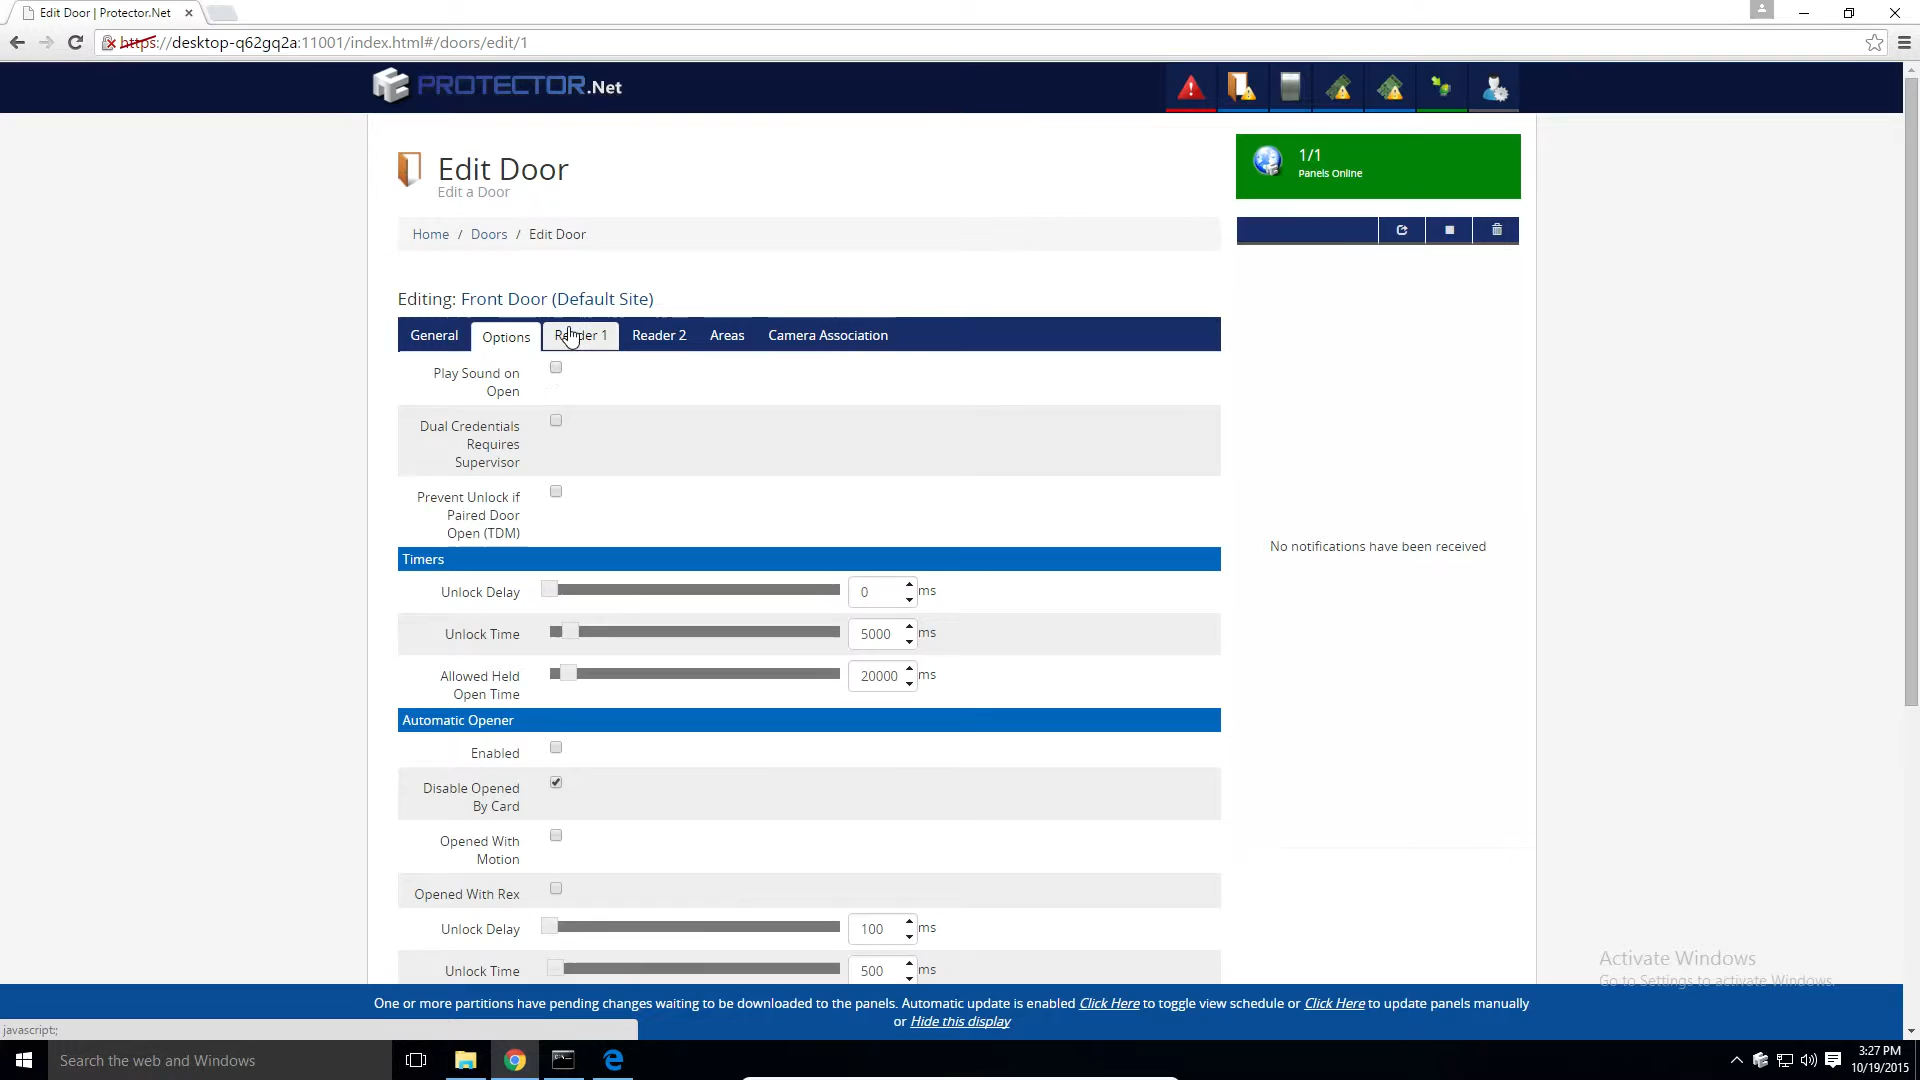 Edit Door | Protector.Net
https://desktop-q62gq2a:11001/index.html#/doors/edit/1
PROTECTOR.Net
Edit Door
Edit a Door
1/1
Panels Online
Home / Doors / Edit Door
Editing: Front Door (Default Site)
General Options Reader 1 Reader 2 Areas Camera Association
Play Sound on
Open
Dual Credentials
Requires
Supervisor
Prevent Unlock if
Paired Door
Open (TDM)
No notifications have been received
Timers
Unlock Delay 0 ms
Unlock Time 5000 ms
Allowed Held
Open Time 20000 ms
Automatic Opener
Enabled
Disable Opened
By Card
Opened With
Motion
Opened With Rex
Unlock Delay 100 ms
Unlock Time 500 ms
Activate Windows
Go to Settings to activate Windows.
One or more partitions have pending changes waiting to be downloaded to the panels. Automatic update is enabled Click Here to toggle view schedule or Click Here to update panels manually
or Hide this display
javascript:;
Search the web and Windows
3:27 PM
10/19/2015